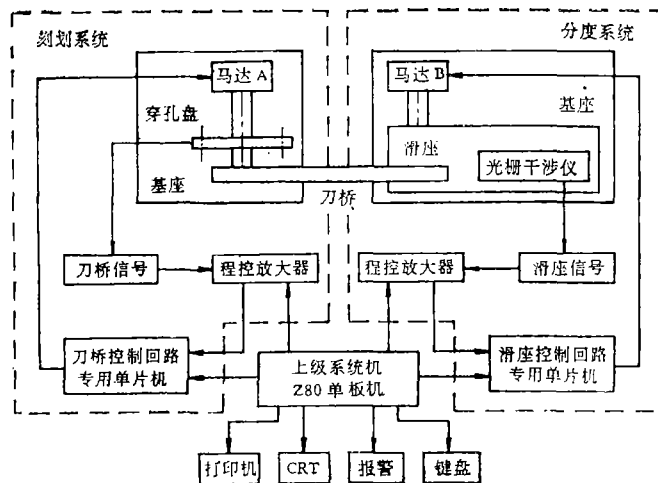 刻划系统
分度系统
马达 A
马达 B
穿孔盘
基座
滑座
光栅干涉仪
基座
刀桥
刀桥信号
程控放大器
程控放大器
滑座信号
刀桥控制回路
专用单片机
上级系统机
Z80 单板机
滑座控制回路
专用单片机
打印机
CRT
报警
键盘